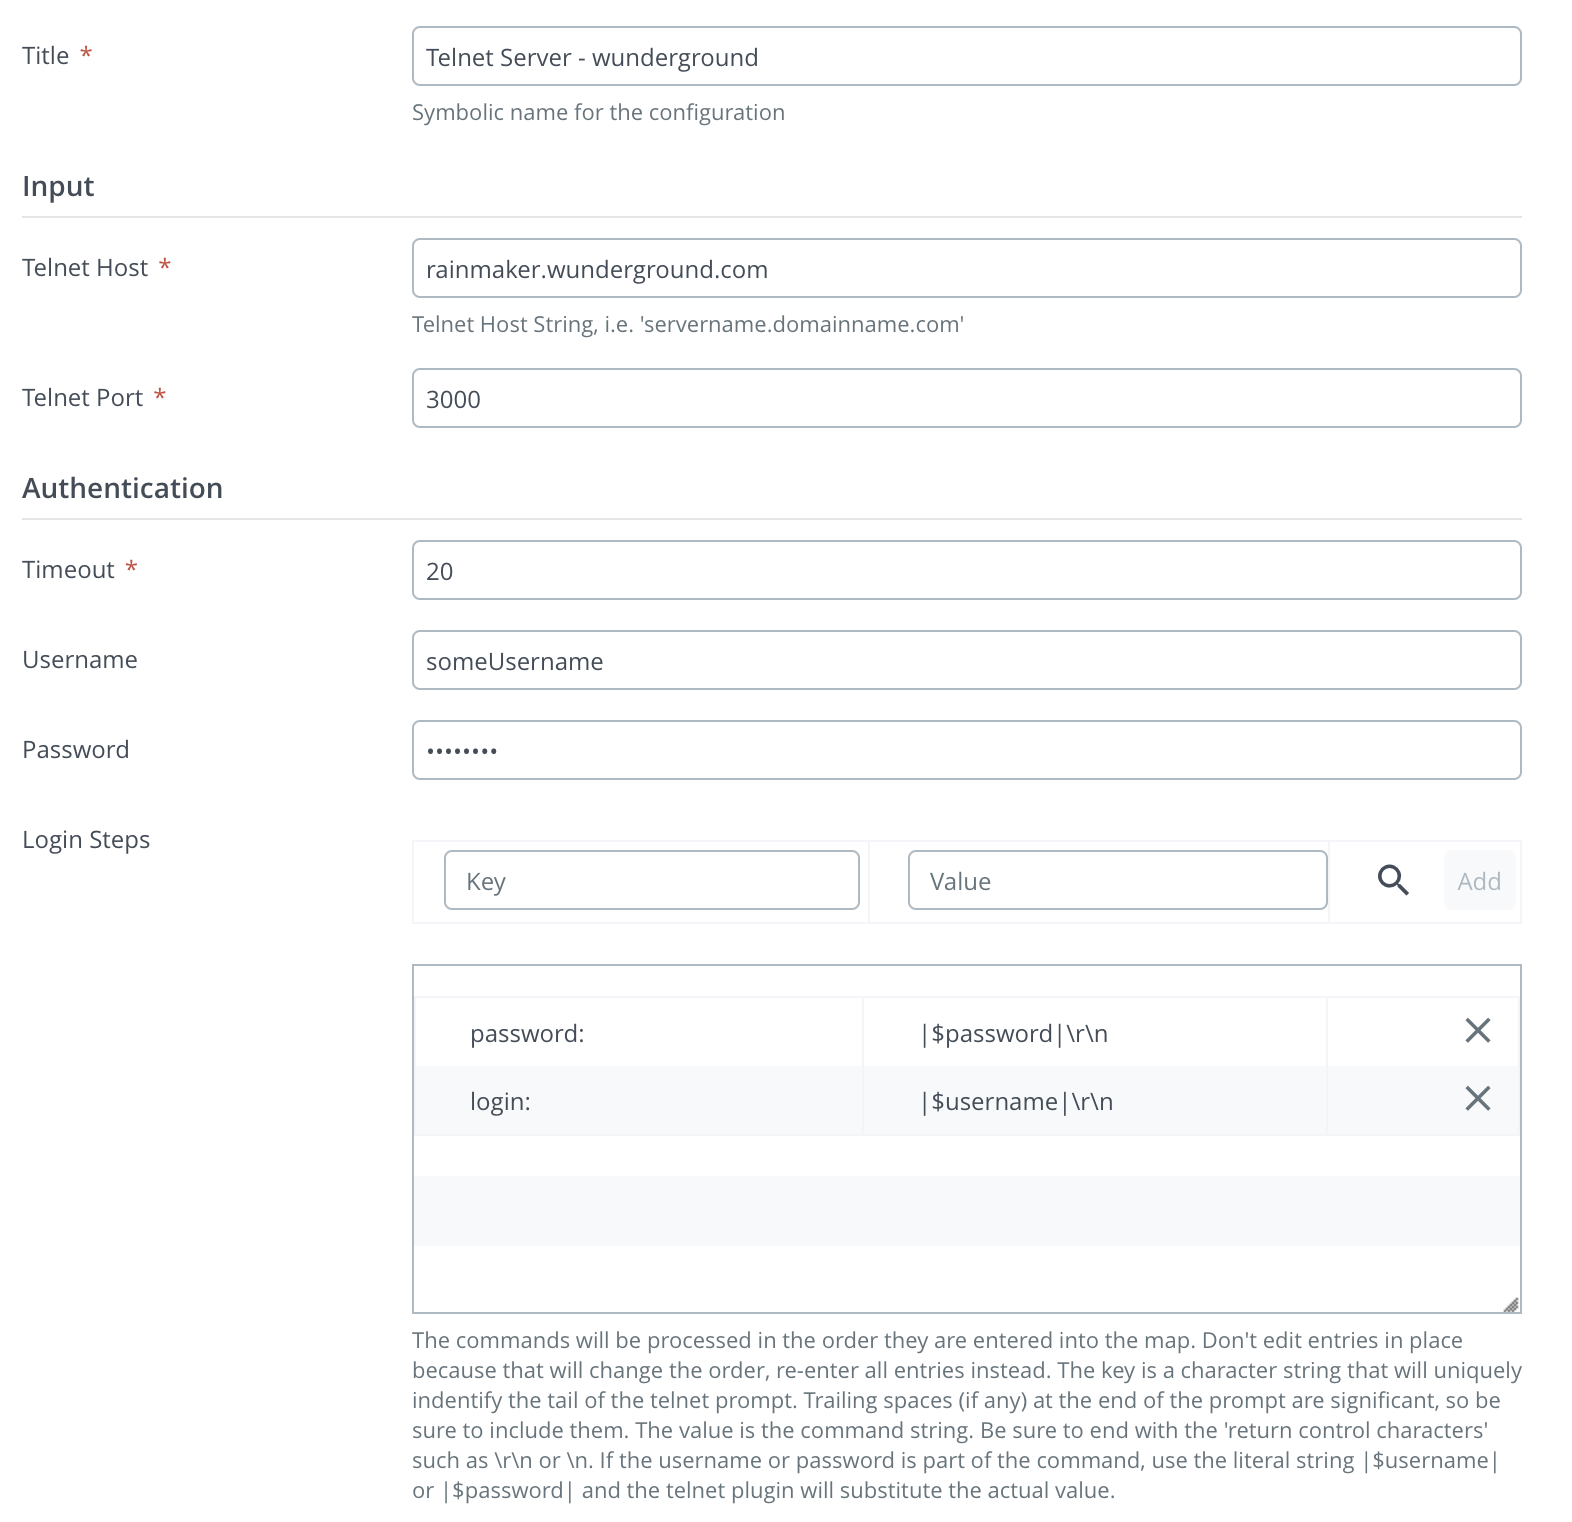 Title *
Telnet Server - wunderground
Symbolic name for the configuration
Input
Telnet Host *
rainmaker.wunderground.com
Telnet Host String, i.e. 'servername.domainname.com'
Telnet Port *
3000
Authentication
Timeout *
20
Username
someUsername
Password
••••••••
Login Steps
Key Value Add
password: |$password|\r\n
login: |$username|\r\n
The commands will be processed in the order they are entered into the map. Don't edit entries in place
because that will change the order, re-enter all entries instead. The key is a character string that will uniquely
indentify the tail of the telnet prompt. Trailing spaces (if any) at the end of the prompt are significant, so be
sure to include them. The value is the command string. Be sure to end with the 'return control characters'
such as \r\n or \n. If the username or password is part of the command, use the literal string |$username|
or |$password| and the telnet plugin will substitute the actual value.